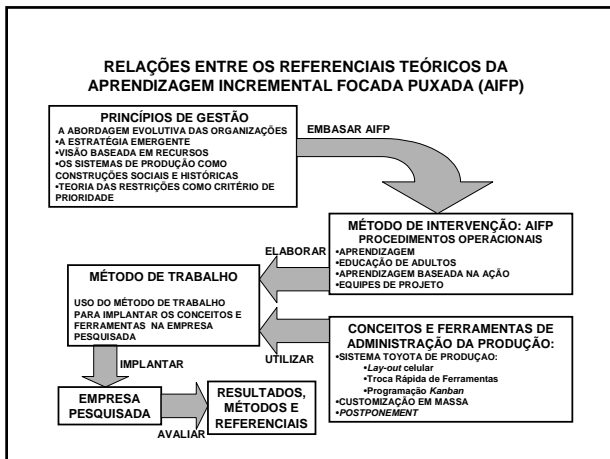 RELAÇÕES ENTRE OS REFERENCIAIS TEÓRICOS DA
APRENDIZAGEM INCREMENTAL FOCADA PUXADA (AIFP)
PRINCÍPIOS DE GESTÃO
A ABORDAGEM EVOLUTIVA DAS ORGANIZAÇÕES
•A ESTRATÉGIA EMERGENTE
•VISÃO BASEADA EM RECURSOS
•OS SISTEMAS DE PRODUÇÃO COMO
CONSTRUÇÕES SOCIAIS E HISTÓRICAS
•TEORIA DAS RESTRIÇÕES COMO CRITÉRIO DE
PRIORIDADE
EMBASAR AIFP
MÉTODO DE INTERVENÇÃO: AIFP
PROCEDIMENTOS OPERACIONAIS
•APRENDIZAGEM
•EDUCAÇÃO DE ADULTOS
•APRENDIZAGEM BASEADA NA AÇÃO
•EQUIPES DE PROJETO
ELABORAR
MÉTODO DE TRABALHO
USO DO MÉTODO DE TRABALHO
PARA IMPLANTAR OS CONCEITOS E
FERRAMENTAS NA EMPRESA
PESQUISADA
CONCEITOS E FERRAMENTAS DE
ADMINISTRAÇÃO DA PRODUÇÃO:
•SISTEMA TOYOTA DE PRODUÇAO:
•Lay-out celular
•Troca Rápida de Ferramentas
•Programação Kanban
•CUSTOMIZAÇÃO EM MASSA
•POSTPONEMENT
UTILIZAR
IMPLANTAR
EMPRESA
PESQUISADA
AVALIAR
RESULTADOS,
MÉTODOS E
REFERENCIAIS